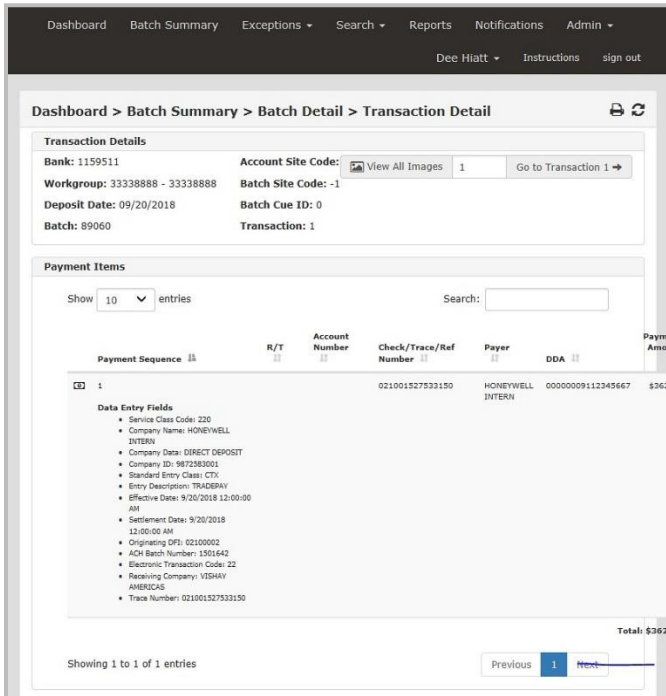 Dashboard Batch Summary Exceptions Search Reports Notifications Admin
Dee Hiatt Instructions sign out
Dashboard > Batch Summary > Batch Detail > Transaction Detail
Transaction Details
Bank: 1159511 Account Site Code: View All Images 1 Go to Transaction 1
Workgroup: 33338888 - 33338888 Batch Site Code: -1
Deposit Date: 09/20/2018 Batch Cue ID: 0
Batch: 89060 Transaction: 1
Payment Items
Show 10 entries Search:
Payment Sequence R/T Account Number Check/Trace/Ref Number Payer DDA Paym Amo
1 021001527533150 HONEYWELL INTERN 00000009112345667 $362
Data Entry Fields
Service Class Code: 220
Company Name: HONEYWELL
INTERN
Company Data: DIRECT DEPOSIT
Company ID: 9872583001
Standard Entry Class: CTX
Entry Description: TRADEPAY
Effective Date: 9/20/2018 12:00:00
AM
Settlement Date: 9/20/2018
12:00:00 AM
Originating DFI: 02100002
ACH Batch Number: 1501642
Electronic Transaction Code: 22
Receiving Company: VISHAY
AMERICAS
Trace Number: 021001527533150
Total: $362
Showing 1 to 1 of 1 entries Previous 1 Next